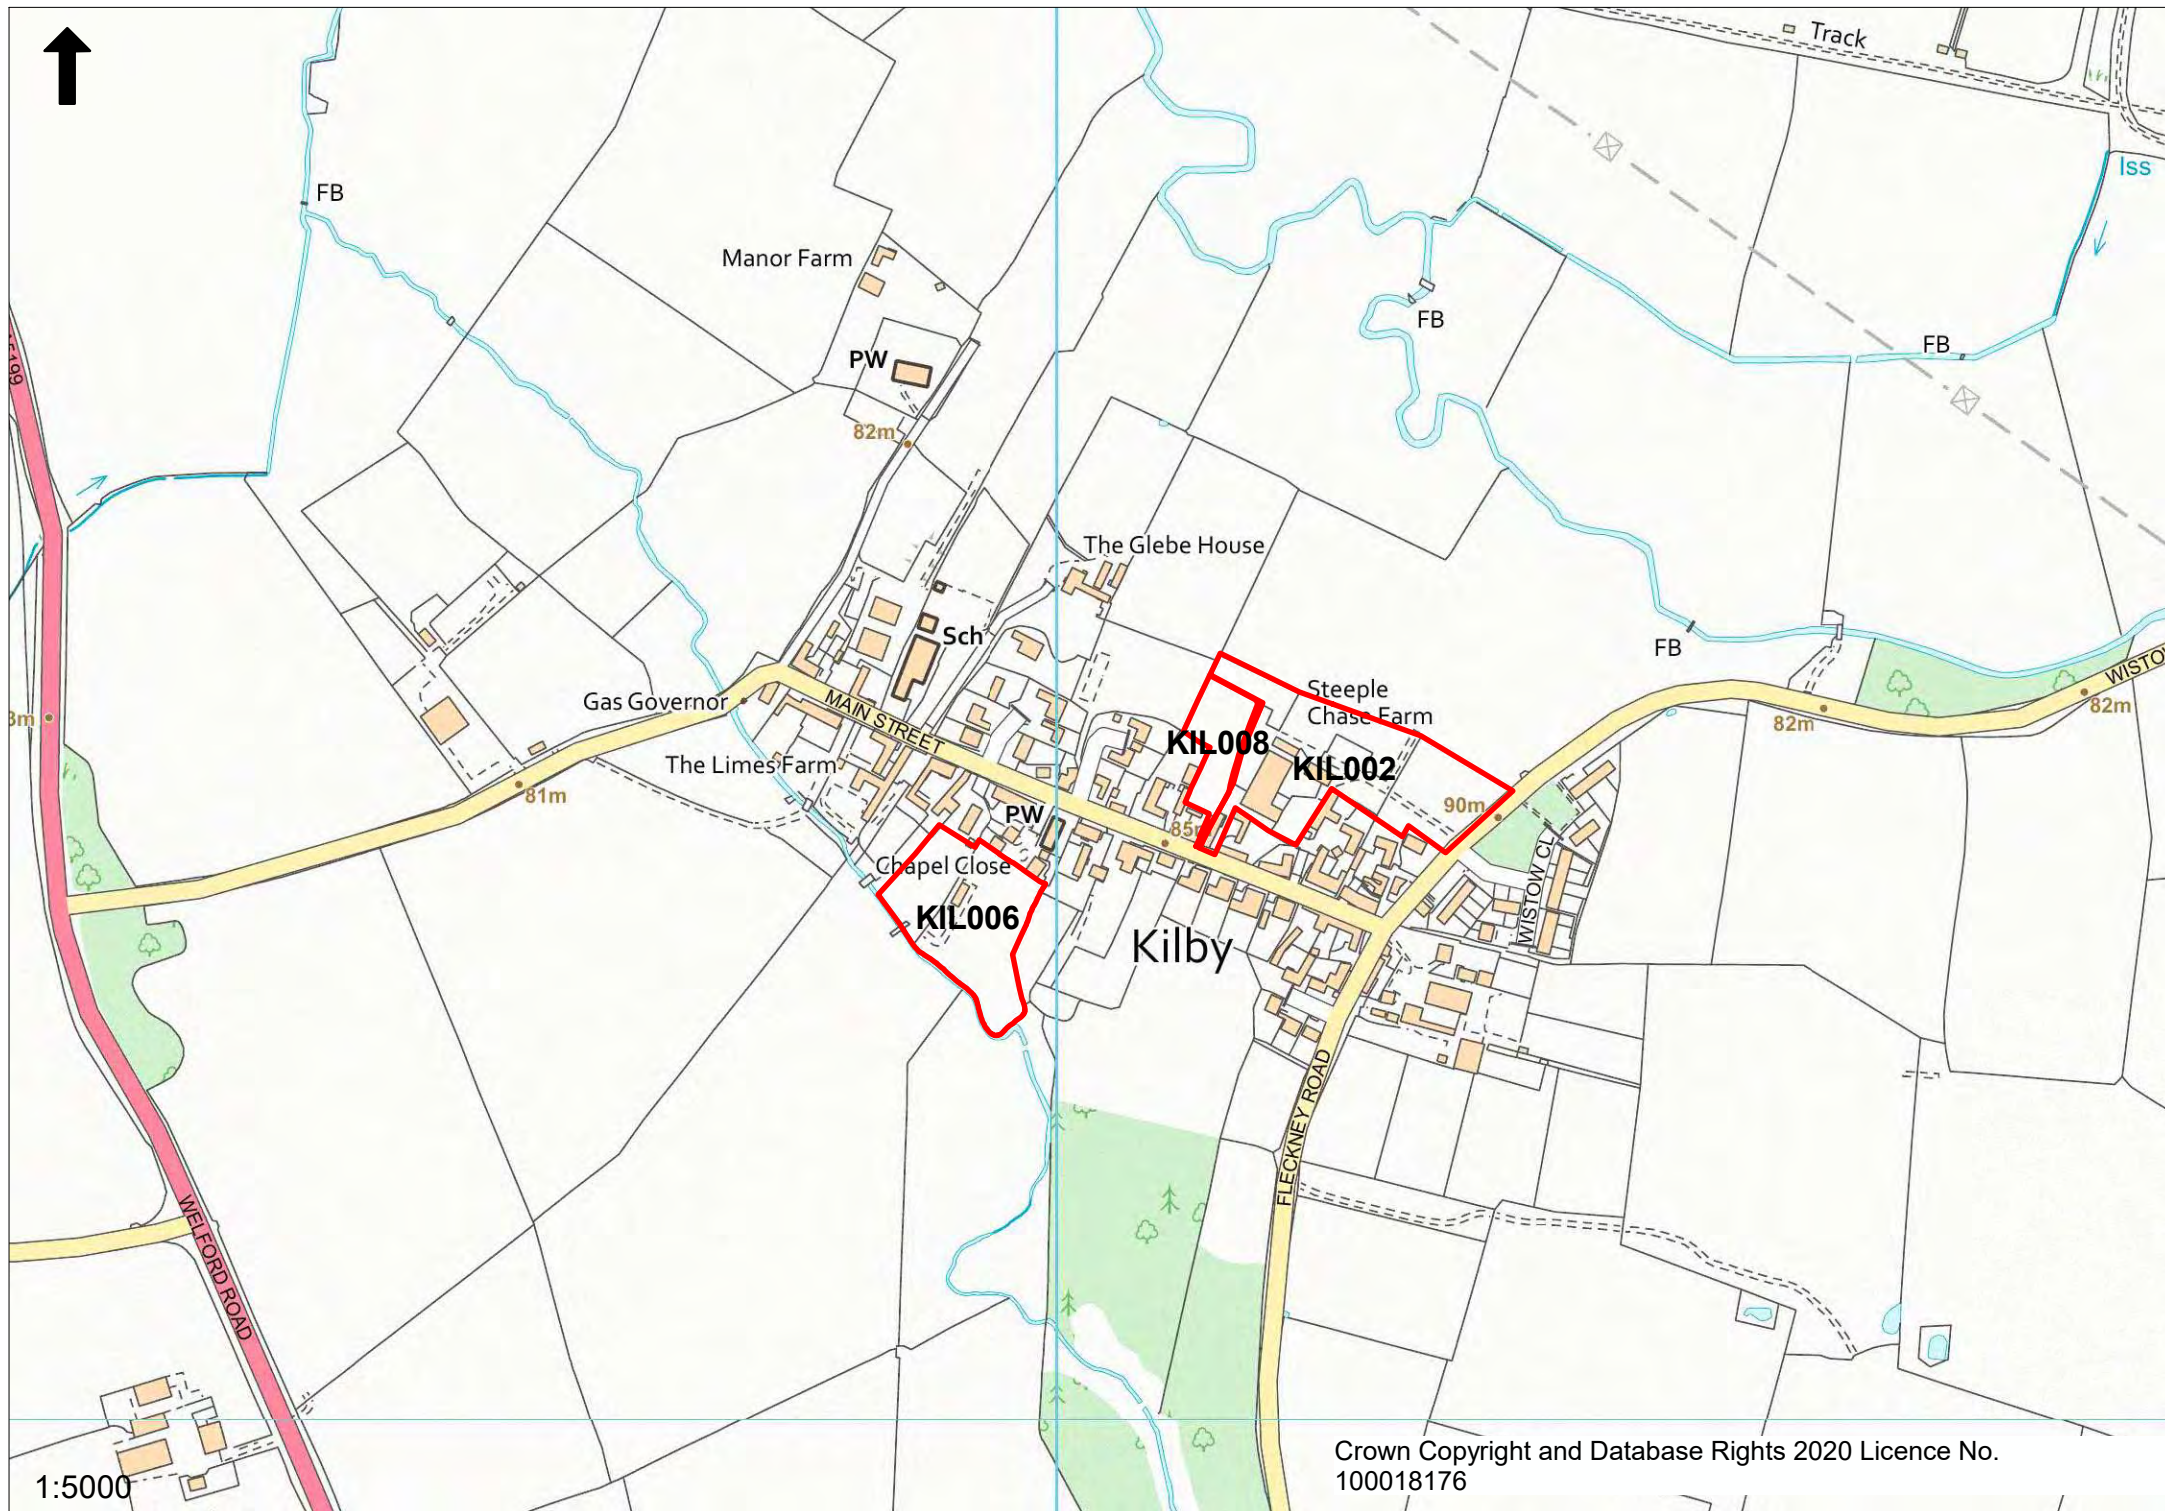 Track
Iss
FB
Manor Farm
FB
FB
PW
82m
The Glebe House
Sch
FB
WISTO
Steeple
Chase Farm
Gas Governor
MAIN STREET
82m
82m
KIL008
The Limes Farm
KIL002
81m
90m
PW
85m
Chapel Close
WISTOW CL
KIL006
Kilby
FLECKNEY ROAD
WELFORD ROAD
Crown Copyright and Database Rights 2020 Licence No.
100018176
1:5000